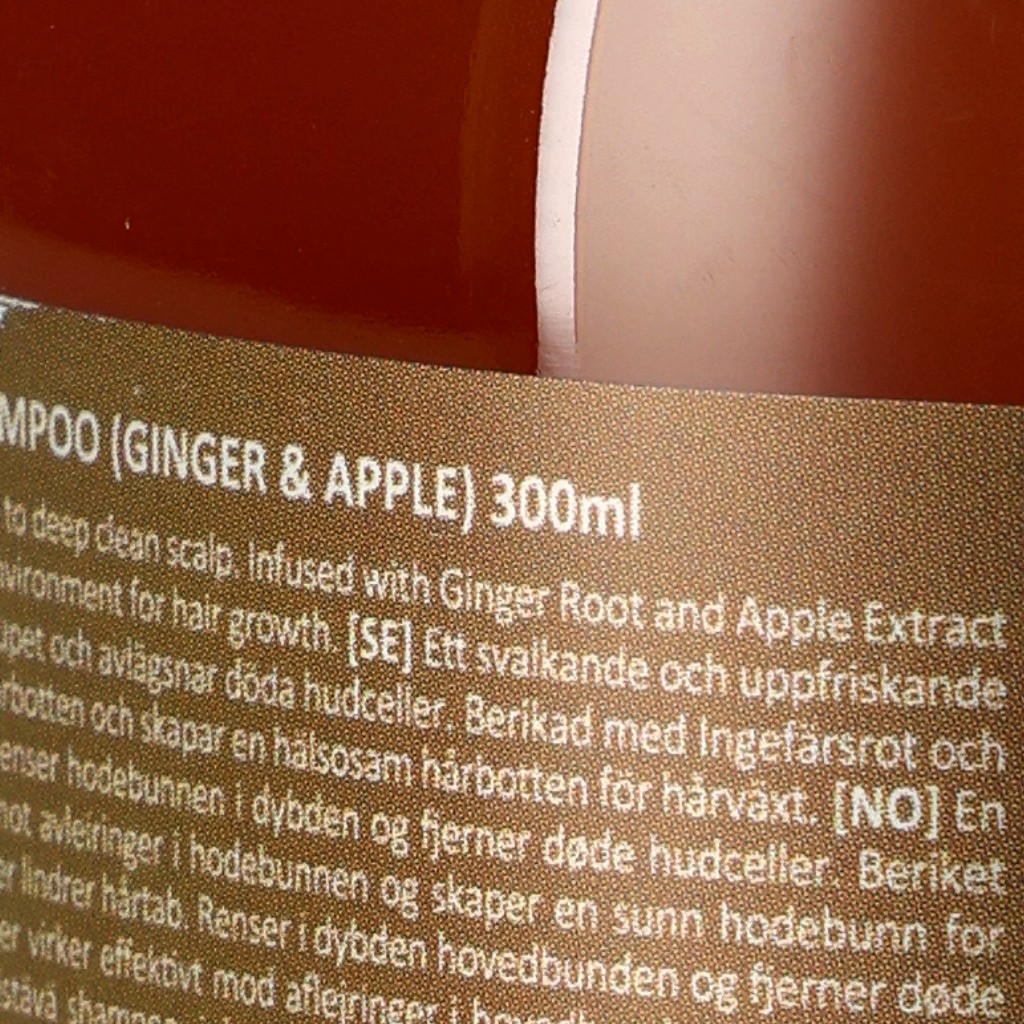 MPOO (GINGER & APPLE) 300ml
to deep clean scalp. Infused with Ginger Root and Apple Extract
nvironment for hair growth. [SE] Ett svalkande och uppfriskande
och avlägsnar döda hudceller. Berikad med Ingefärsrot och
rbotten och skapar en hälsosam hårbotten för hårväxt. [NO] En
enser hodebunnen i dybden og fjerner døde hudceller. Beriket
mot avleiringer i hodebunnen og skaper en sunn hodebunn for
er lindrer hårtab. Renser i dybden hovedbunden og fjerner døde
er virker effektivt mod aflejringer i